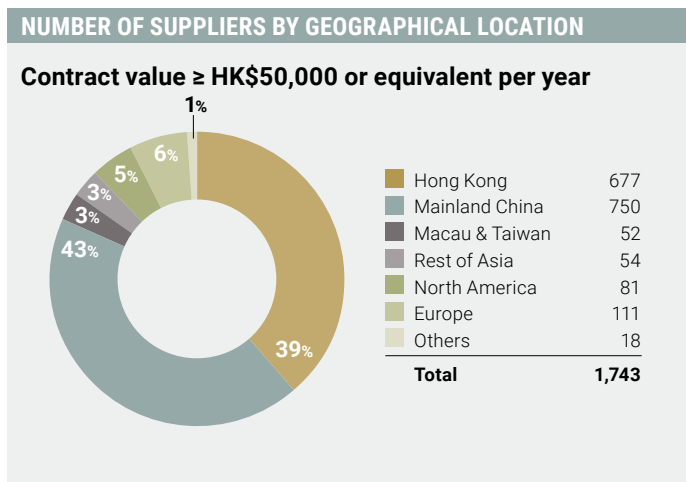 NUMBER OF SUPPLIERS BY GEOGRAPHICAL LOCATION
Contract value ≥ HK$50,000 or equivalent per year
1%
6%
5%
3%
3%
43%
39%
Hong Kong 677
Mainland China 750
Macau & Taiwan 52
Rest of Asia 54
North America 81
Europe 111
Others 18
Total 1,743